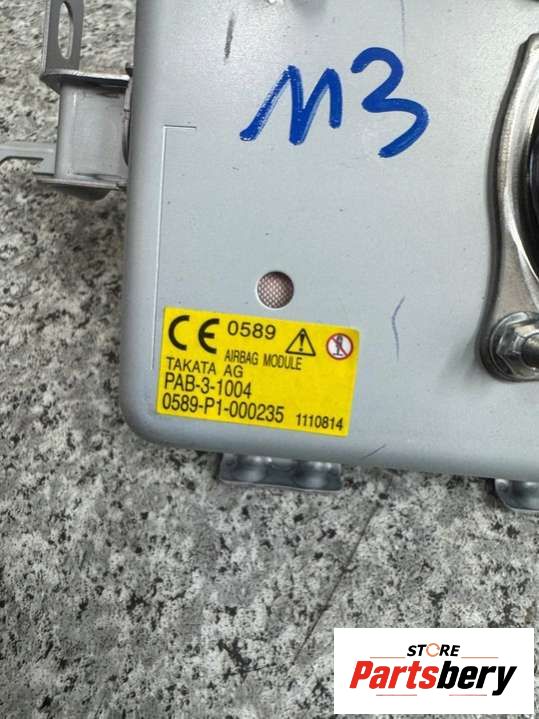 M3
CE 0589
AIRBAG MODULE
TAKATA AG
PAB-3-1004
0589-P1-000235 1110814
STORE
Partsbery